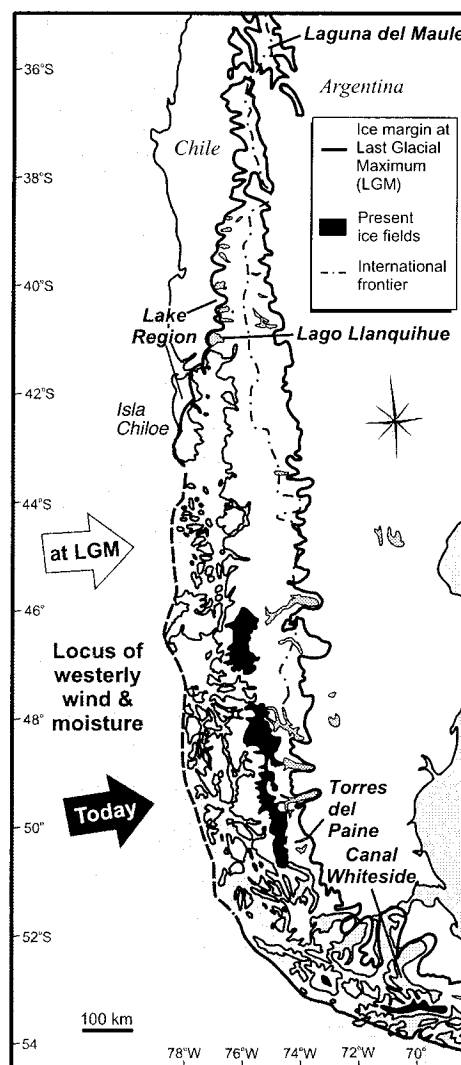 Laguna del Maule
36°S
Argentina
Chile
Ice margin at
Last Glacial
Maximum
(LGM)
Present
ice fields
International
frontier
38°S
40°S
Lake
Region
Lago Llanquihue
42°S
Isla
Chiloe
44°S
at LGM
46°
Locus of
westerly
wind &
moisture
48°S
Today
50°S
Torres
del
Paine
Canal
Whiteside
52°S
100 km
54
78°W
76°W
74°W
72°W
70°